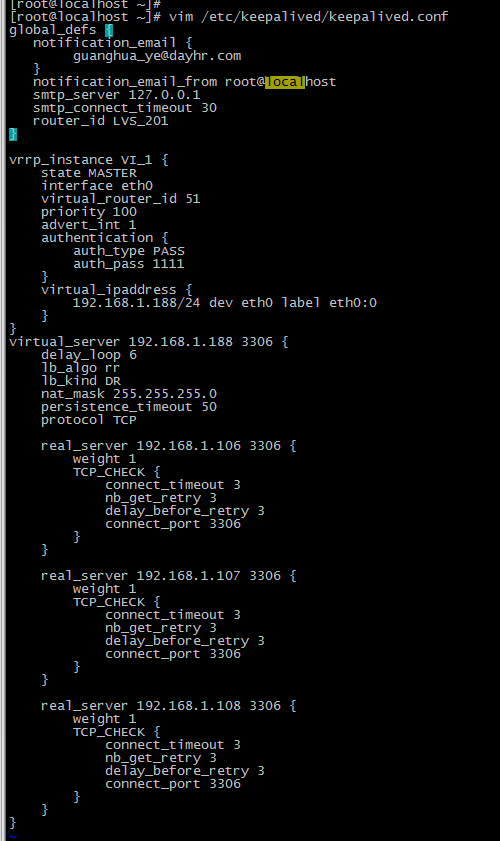 [root@localhost ~]#
[root@localhost ~]# vim /etc/keepalived/keepalived.conf
global_defs {
   notification_email {
        guanghua_ye@dayhr.com
   }
   notification_email_from root@localhost
   smtp_server 127.0.0.1
   smtp_connect_timeout 30
   router_id LVS_201
}

vrrp_instance VI_1 {
    state MASTER
    interface eth0
    virtual_router_id 51
    priority 100
    advert_int 1
    authentication {
        auth_type PASS
        auth_pass 1111
    }
    virtual_ipaddress {
        192.168.1.188/24 dev eth0 label eth0:0
    }
}
virtual_server 192.168.1.188 3306 {
    delay_loop 6
    lb_algo rr
    lb_kind DR
    nat_mask 255.255.255.0
    persistence_timeout 50
    protocol TCP

    real_server 192.168.1.106 3306 {
        weight 1
        TCP_CHECK {
            connect_timeout 3
            nb_get_retry 3
            delay_before_retry 3
            connect_port 3306
        }
    }

    real_server 192.168.1.107 3306 {
        weight 1
        TCP_CHECK {
            connect_timeout 3
            nb_get_retry 3
            delay_before_retry 3
            connect_port 3306
        }
    }

    real_server 192.168.1.108 3306 {
        weight 1
        TCP_CHECK {
            connect_timeout 3
            nb_get_retry 3
            delay_before_retry 3
            connect_port 3306
        }
    }
}
~